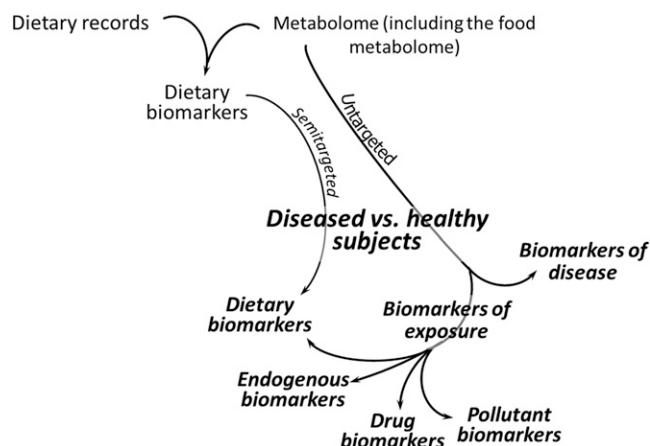 Dietary records
Metabolome (including the food
metabolome)
Dietary
biomarkers
Semitargeted
Untargeted
Diseased vs. healthy
subjects
Biomarkers of
disease
Dietary
biomarkers
Biomarkers of
exposure
Endogenous
biomarkers
Drug
biomarkers
Pollutant
biomarkers